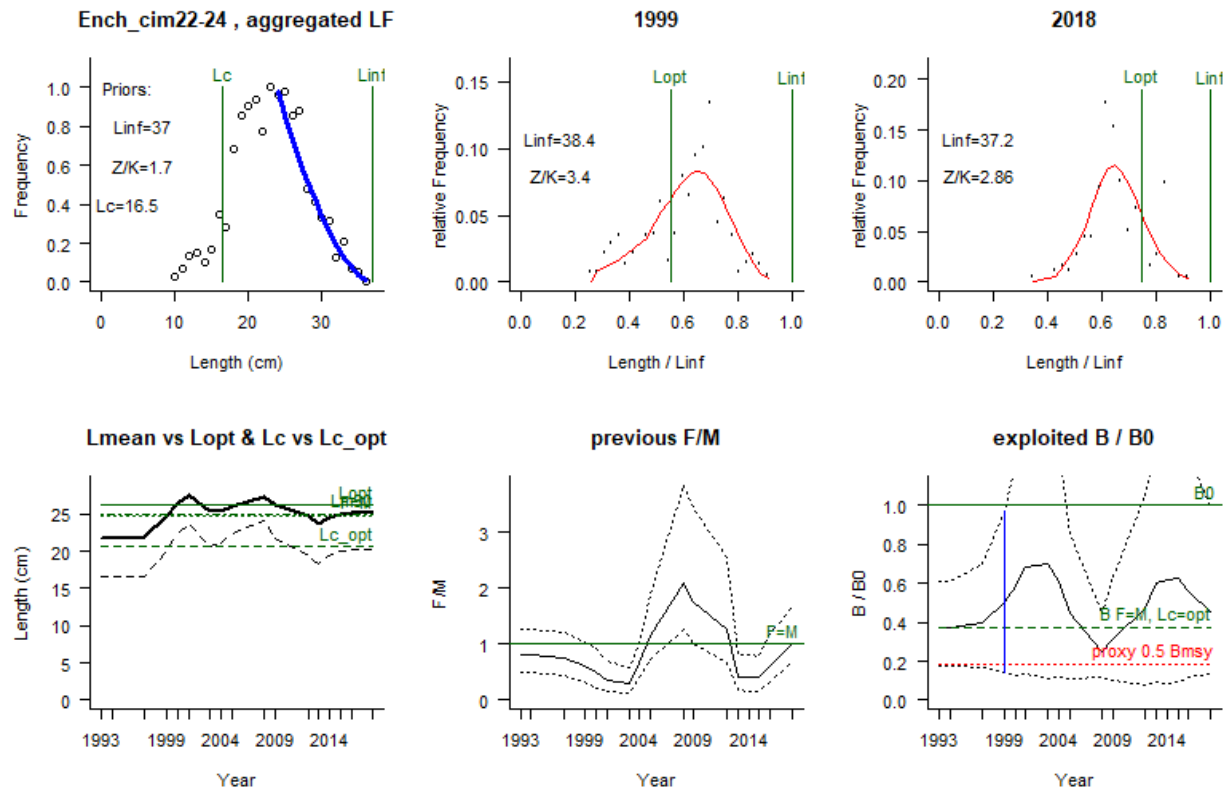 Ench_cim22-24 , aggregated LF
Frequency
1.0
0.8
0.6
0.4
0.2
0.0
Priors:
Linf=37
Z/K=1.7
Lc=16.5
Lc
Linf
0
10
20
30
Length (cm)
1999
relative Frequency
0.15
0.10
0.05
0.00
Linf=38.4
Z/K=3.4
Lopt
Linf
0.0 0.2 0.4 0.6 0.8 1.0
Length / Linf
2018
relative Frequency
0.20
0.15
0.10
0.05
0.00
Linf=37.2
Z/K=2.86
Lopt
Linf
0.0 0.2 0.4 0.6 0.8 1.0
Length / Linf
Lmean vs Lopt & Lc vs Lc_opt
Length (cm)
25
20
15
10
5
0
Lopt
Lc_opt
1993 1999 2004 2009 2014
Year
previous F/M
F/M
3
2
1
0
F=M
1993 1999 2004 2009 2014
Year
exploited B / B0
B / B0
1.0
0.8
0.6
0.4
0.2
0.0
B0
B F=M, Lc=opt
proxy 0.5 Bmsy
1993 1999 2004 2009 2014
Year